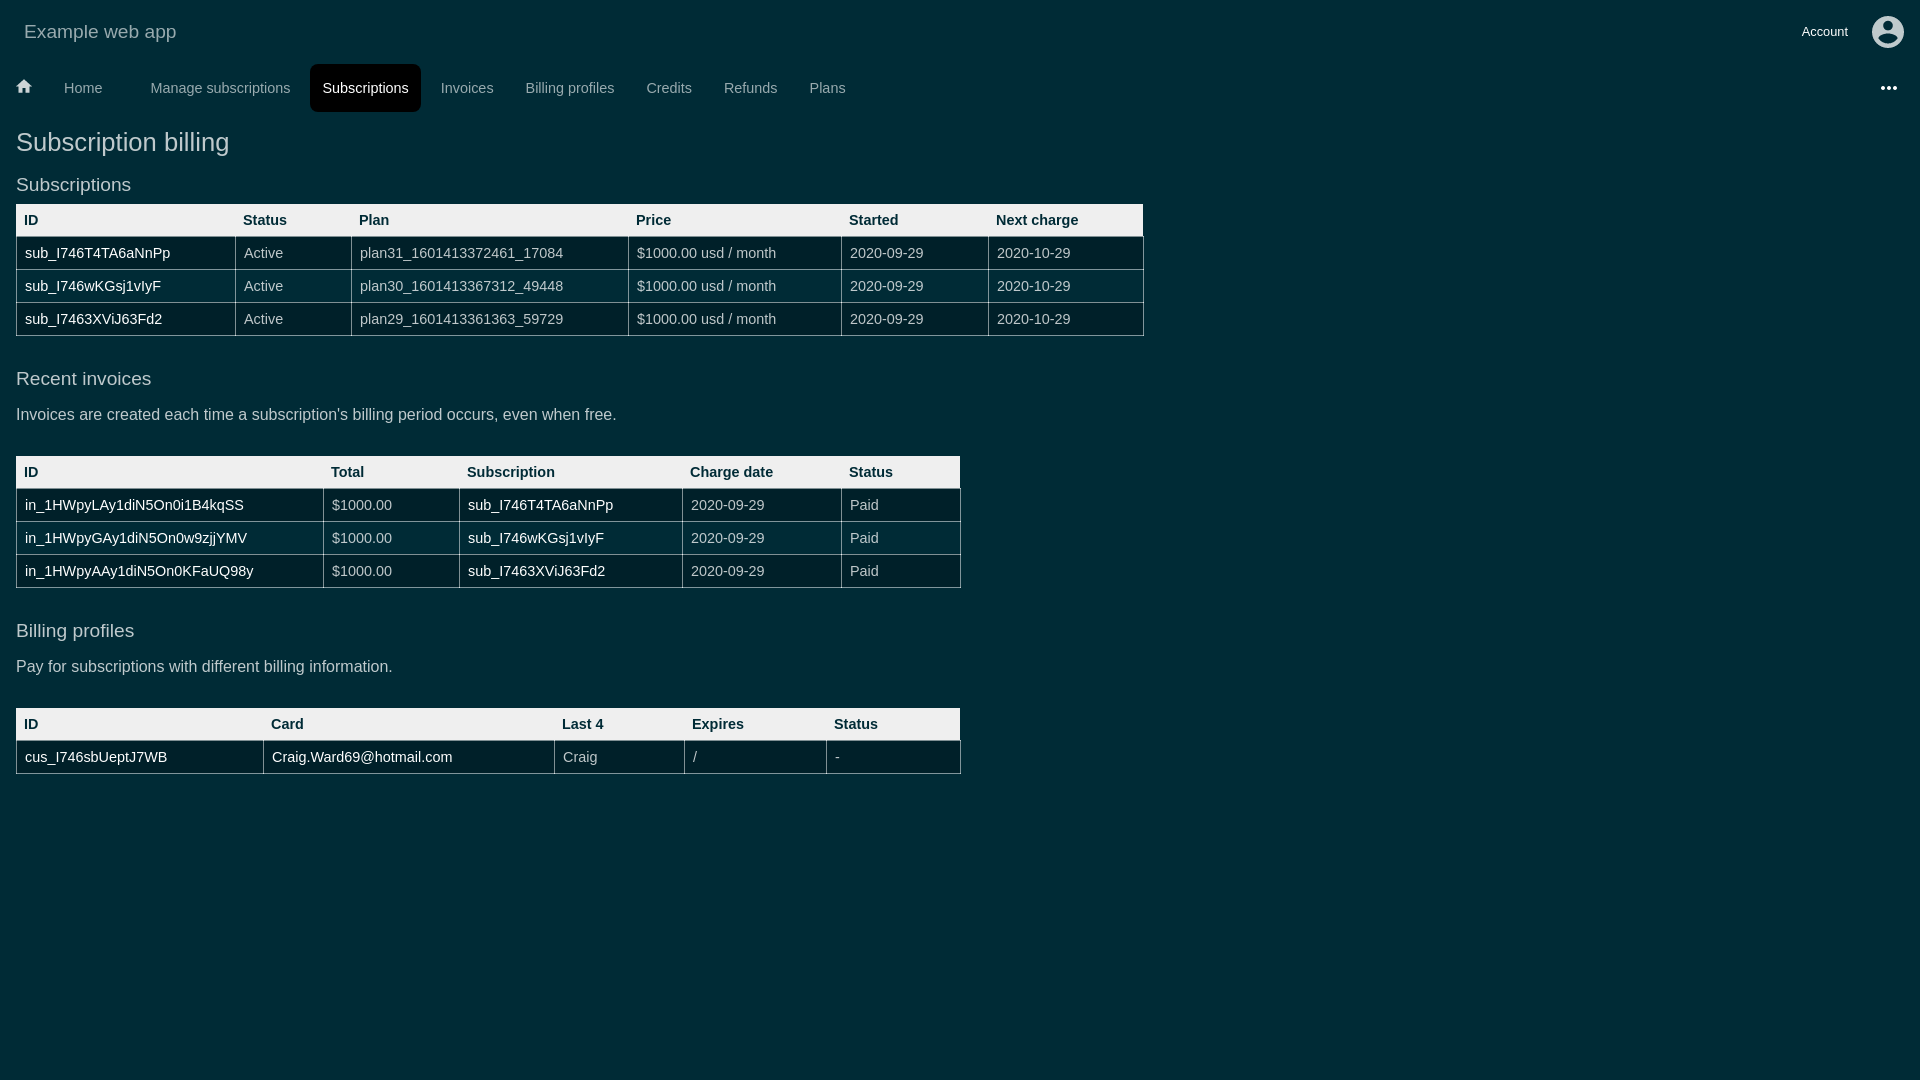 Example web app
Account
Home Manage subscriptions Subscriptions Invoices Billing profiles Credits Refunds Plans
Subscription billing
Subscriptions
ID Status Plan Price Started Next charge
sub_I746T4TA6aNnPp Active plan31_1601413372461_17084 $1000.00 usd / month 2020-09-29 2020-10-29
sub_I746wKGsj1vIyF Active plan30_1601413367312_49448 $1000.00 usd / month 2020-09-29 2020-10-29
sub_I7463XViJ63Fd2 Active plan29_1601413361363_59729 $1000.00 usd / month 2020-09-29 2020-10-29
Recent invoices
Invoices are created each time a subscription's billing period occurs, even when free.
ID Total Subscription Charge date Status
in_1HWpyLAy1diN5On0i1B4kqSS $1000.00 sub_I746T4TA6aNnPp 2020-09-29 Paid
in_1HWpyGAy1diN5On0w9zjjYMV $1000.00 sub_I746wKGsj1vIyF 2020-09-29 Paid
in_1HWpyAAy1diN5On0KFaUQ98y $1000.00 sub_I7463XViJ63Fd2 2020-09-29 Paid
Billing profiles
Pay for subscriptions with different billing information.
ID Card Last 4 Expires Status
cus_I746sbUeptJ7WB Craig.Ward69@hotmail.com Craig / -